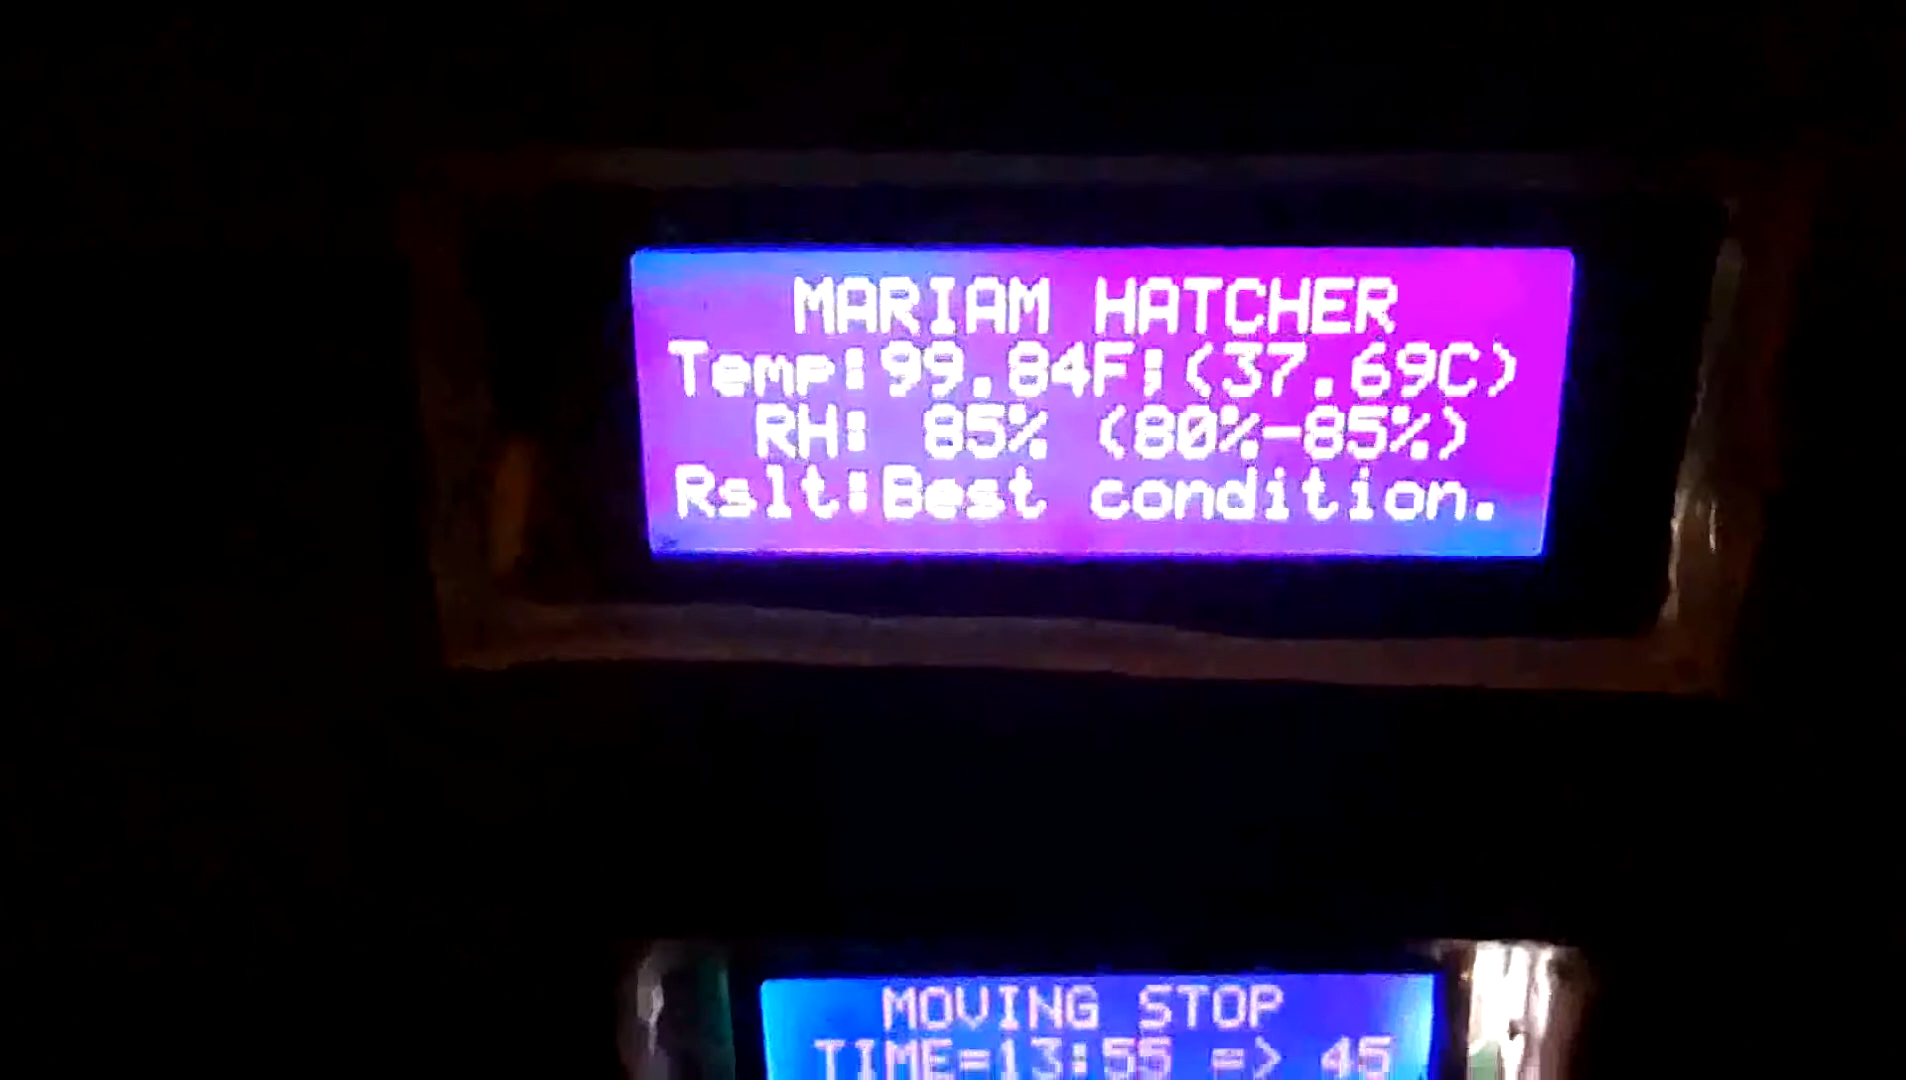 MARIAM HATCHER
Temp:99.84F;(37.69C)
RH: 85% (80%-85%)
Rslt:Best condition.
MOVING STOP
TIME=13:55 => 45